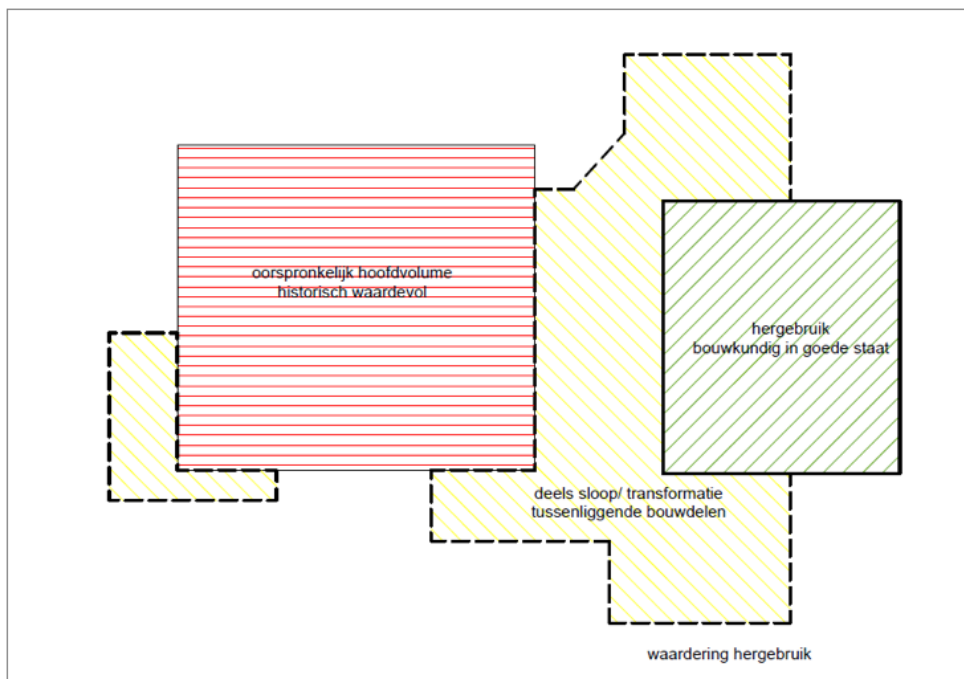 oorspronkelijk hoofdvolume
historisch waardevol
hergebruik
bouwkundig in goede staat
deels sloop/ transformatie
tussenliggende bouwdelen
waardering hergebruik